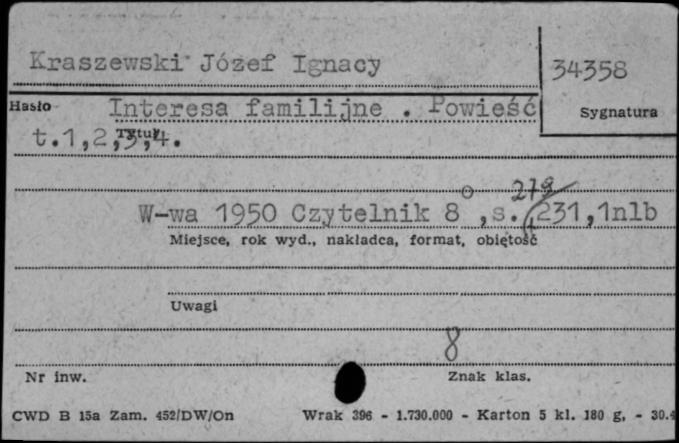 Kraszewski Józef Ignacy
34358
Hasło Interesa familijne . Powieść
Sygnatura
Tytuł
t.1,2,3,4.
219
W-wa 1950 Czytelnik 8° ,s. 231,1nlb
Miejsce, rok wyd., nakładca, format, objętość
Uwagi
8
Nr inw. Znak klas.
CWD B 15a Zam. 452/DW/On Wrak 396 - 1.730.000 - Karton 5 kl. 180 g, - 30.4